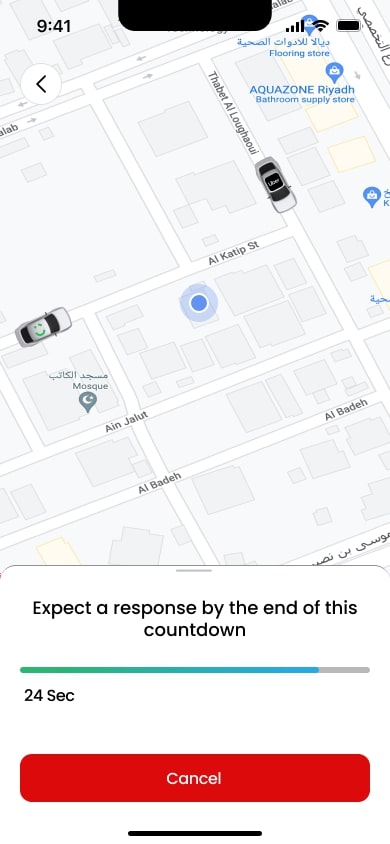 9:41
ديالا للادوات الصحية
Flooring store
AQUAZONE Riyadh
Bathroom supply store
Thabet Al Loughaoui
Uber
Al Katip St
مسجد الكاتب
Mosque
Ain Jalut
Al Badeh
Al Badeh
موسى بن نصير
Expect a response by the end of this
countdown
24 Sec
Cancel